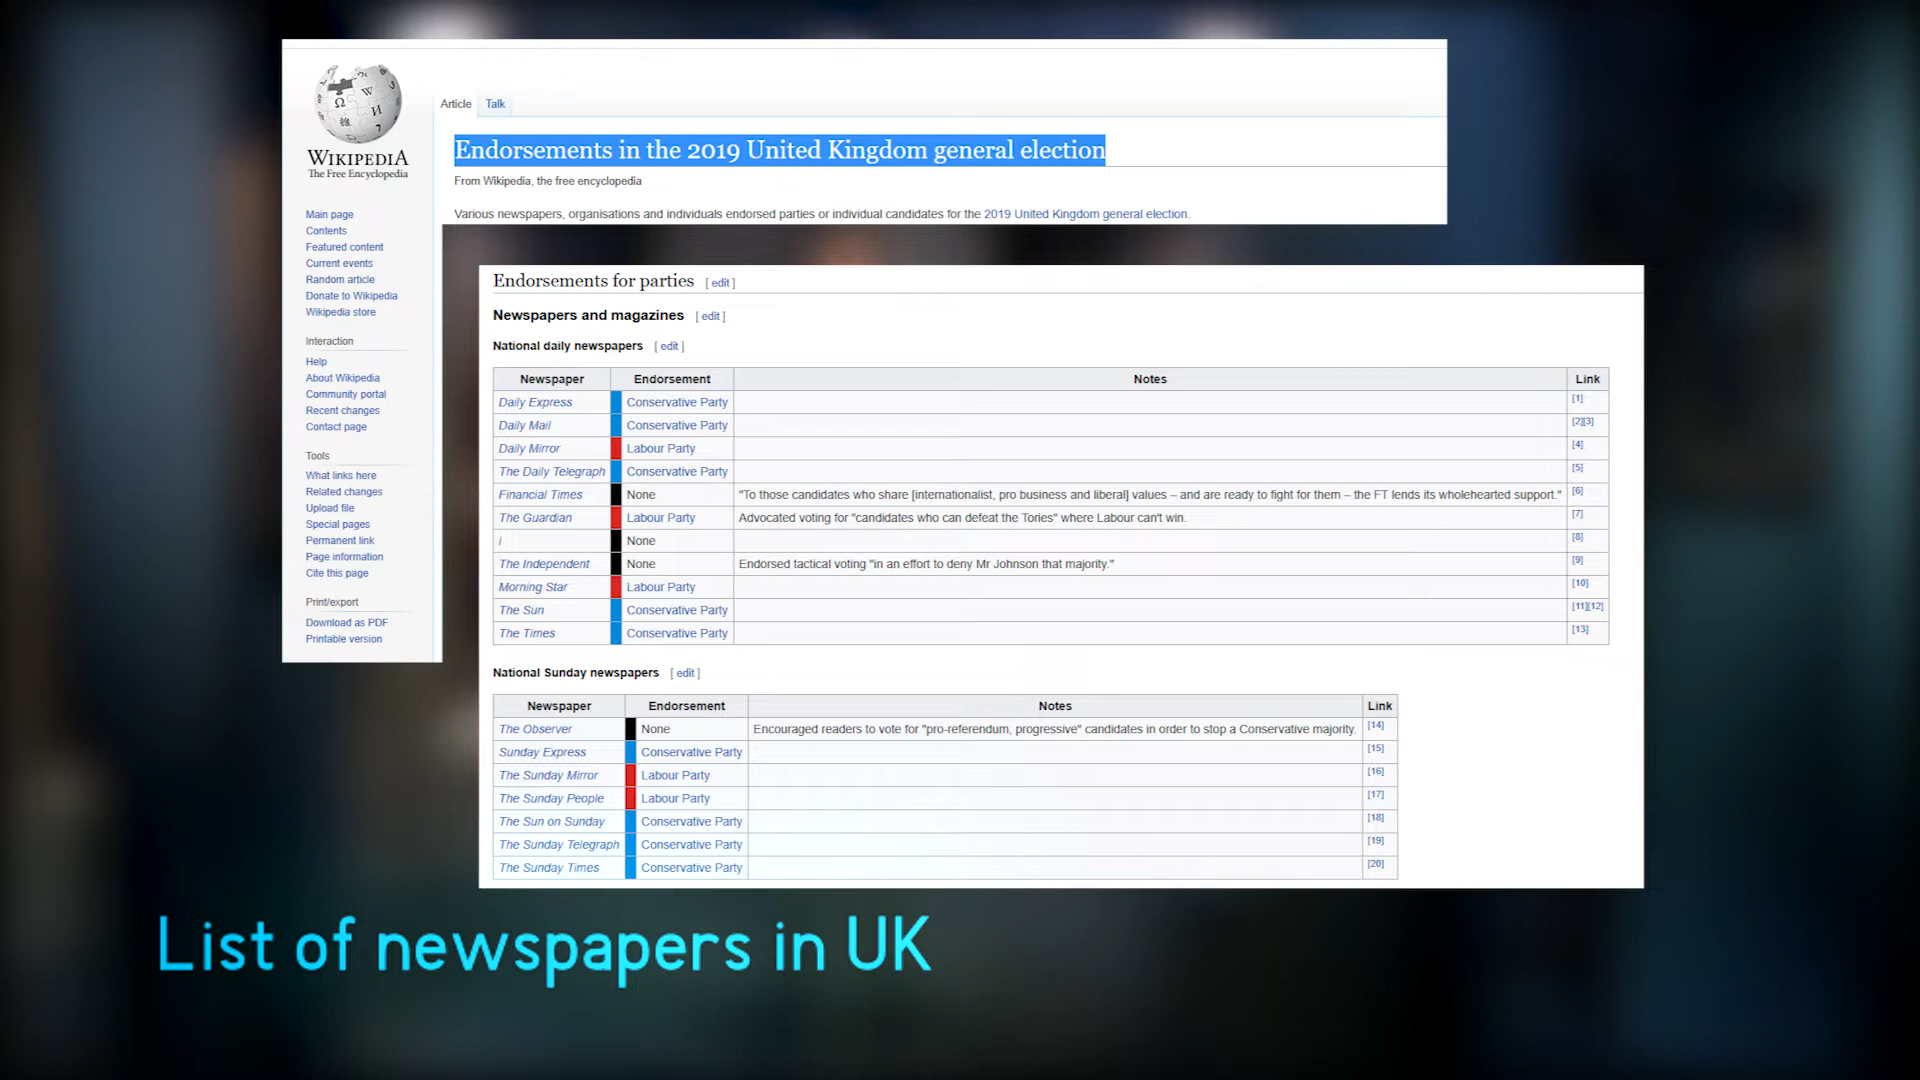 WIKIPEDIA
The Free Encyclopedia
Main page
Contents
Featured content
Current events
Random article
Donate to Wikipedia
Wikipedia store
Interaction
Help
About Wikipedia
Community portal
Recent changes
Contact page
Tools
What links here
Related changes
Upload file
Special pages
Permanent link
Page information
Cite this page
Print/export
Download as PDF
Printable version
Article Talk
Endorsements in the 2019 United Kingdom general election
From Wikipedia, the free encyclopedia
Various newspapers, organisations and individuals endorsed parties or individual candidates for the 2019 United Kingdom general election.
Endorsements for parties [ edit ]
Newspapers and magazines [ edit ]
National daily newspapers [ edit ]
Newspaper Endorsement Notes Link
Daily Express Conservative Party [1]
Daily Mail Conservative Party [2][3]
Daily Mirror Labour Party [4]
The Daily Telegraph Conservative Party [5]
Financial Times None "To those candidates who share [internationalist, pro business and liberal] values – and are ready to fight for them – the FT lends its wholehearted support." [6]
The Guardian Labour Party Advocated voting for "candidates who can defeat the Tories" where Labour can't win. [7]
i None [8]
The Independent None Endorsed tactical voting "in an effort to deny Mr Johnson that majority." [9]
Morning Star Labour Party [10]
The Sun Conservative Party [11][12]
The Times Conservative Party [13]
National Sunday newspapers [ edit ]
Newspaper Endorsement Notes Link
The Observer None Encouraged readers to vote for "pro-referendum, progressive" candidates in order to stop a Conservative majority. [14]
Sunday Express Conservative Party [15]
The Sunday Mirror Labour Party [16]
The Sunday People Labour Party [17]
The Sun on Sunday Conservative Party [18]
The Sunday Telegraph Conservative Party [19]
The Sunday Times Conservative Party [20]
List of newspapers in UK